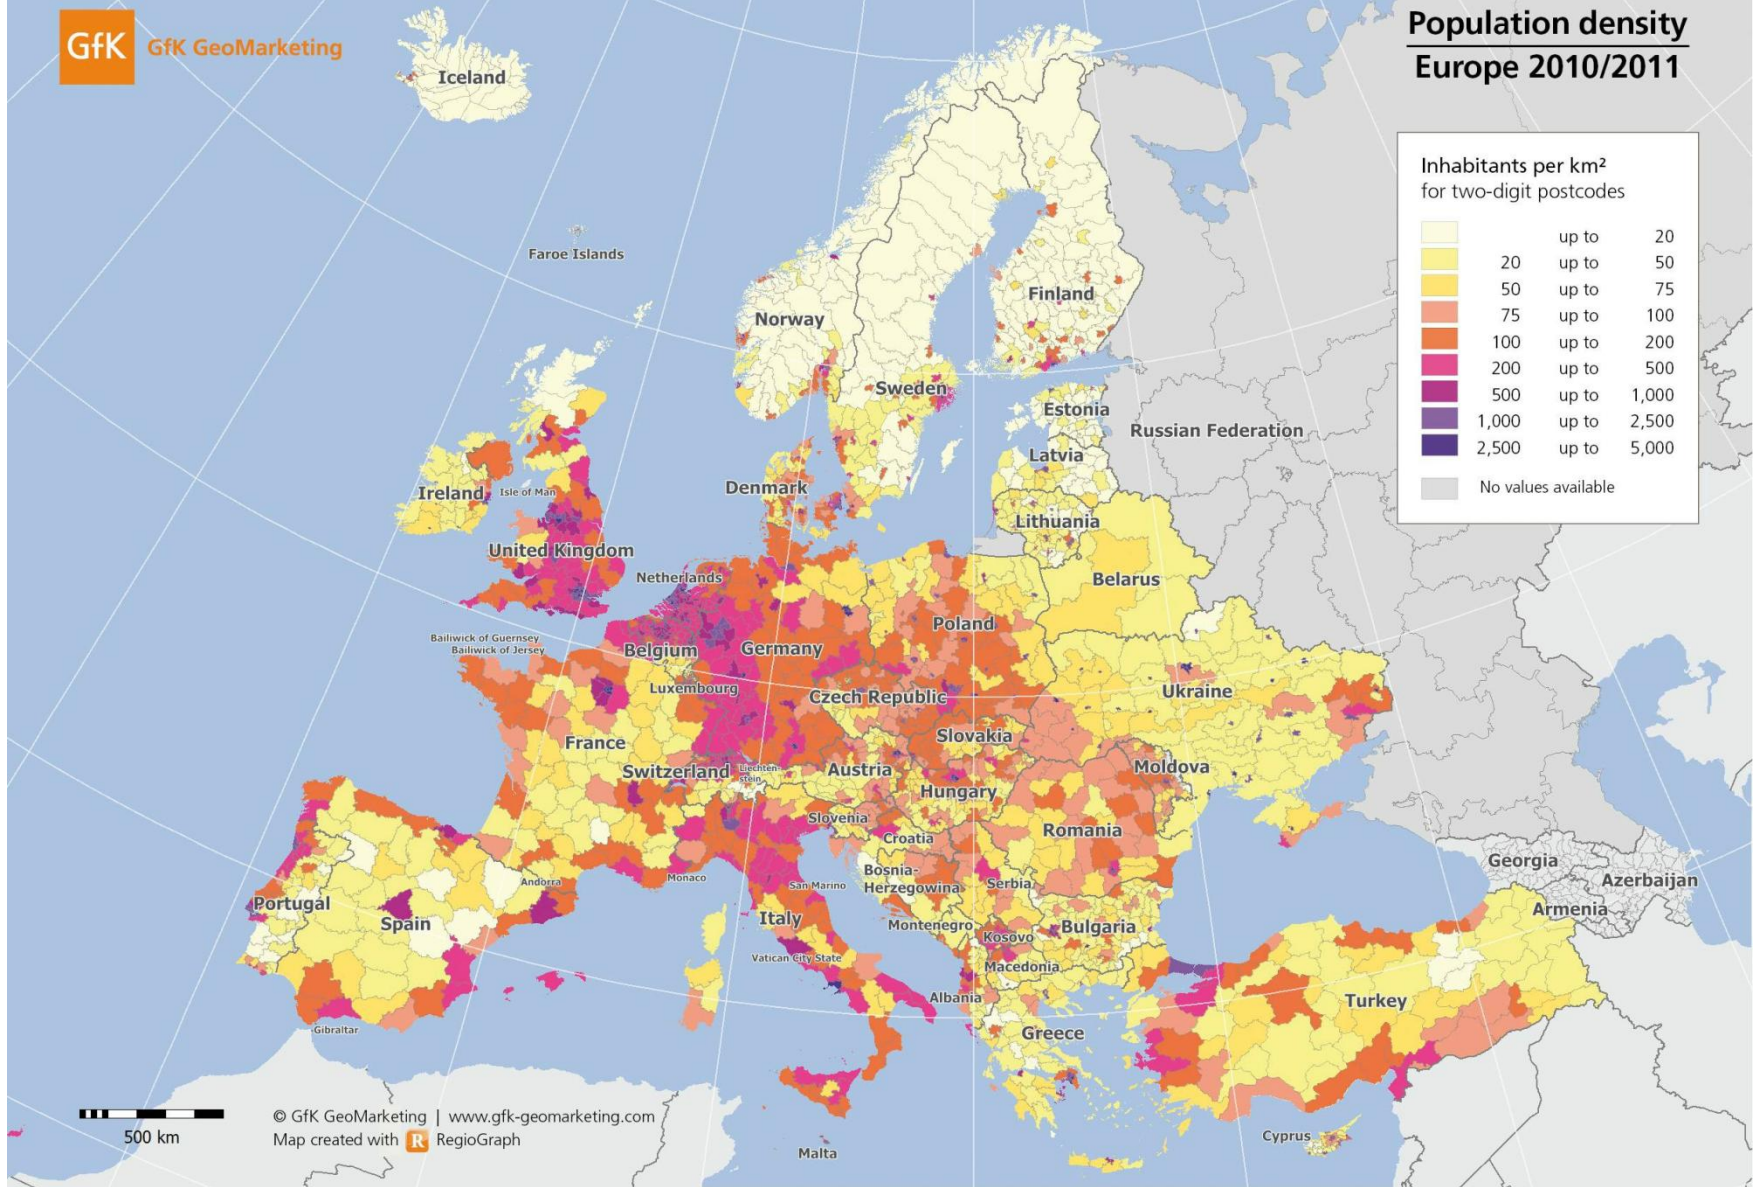 GfK GfK GeoMarketing
Population density
Europe 2010/2011
Inhabitants per km²
for two-digit postcodes
up to 20
20 up to 50
50 up to 75
75 up to 100
100 up to 200
200 up to 500
500 up to 1,000
1,000 up to 2,500
2,500 up to 5,000
No values available
Iceland
Faroe Islands
Norway
Finland
Sweden
Estonia
Russian Federation
Latvia
Denmark
Ireland
Isle of Man
Lithuania
United Kingdom
Netherlands
Belarus
Poland
Bailiwick of Guernsey
Bailiwick of Jersey
Belgium
Germany
Luxembourg
Czech Republic
Ukraine
France
Slovakia
Switzerland
Liechten-
stein
Austria
Moldova
Hungary
Slovenia
Croatia
Romania
Georgia
Bosnia-
Herzegowina
Andorra
Monaco
San Marino
Serbia
Azerbaijan
Portugal
Spain
Italy
Montenegro
Kosovo
Bulgaria
Armenia
Vatican City State
Macedonia
Albania
Turkey
Gibraltar
Greece
Cyprus
Malta
500 km
© GfK GeoMarketing | www.gfk-geomarketing.com
Map created with R RegioGraph